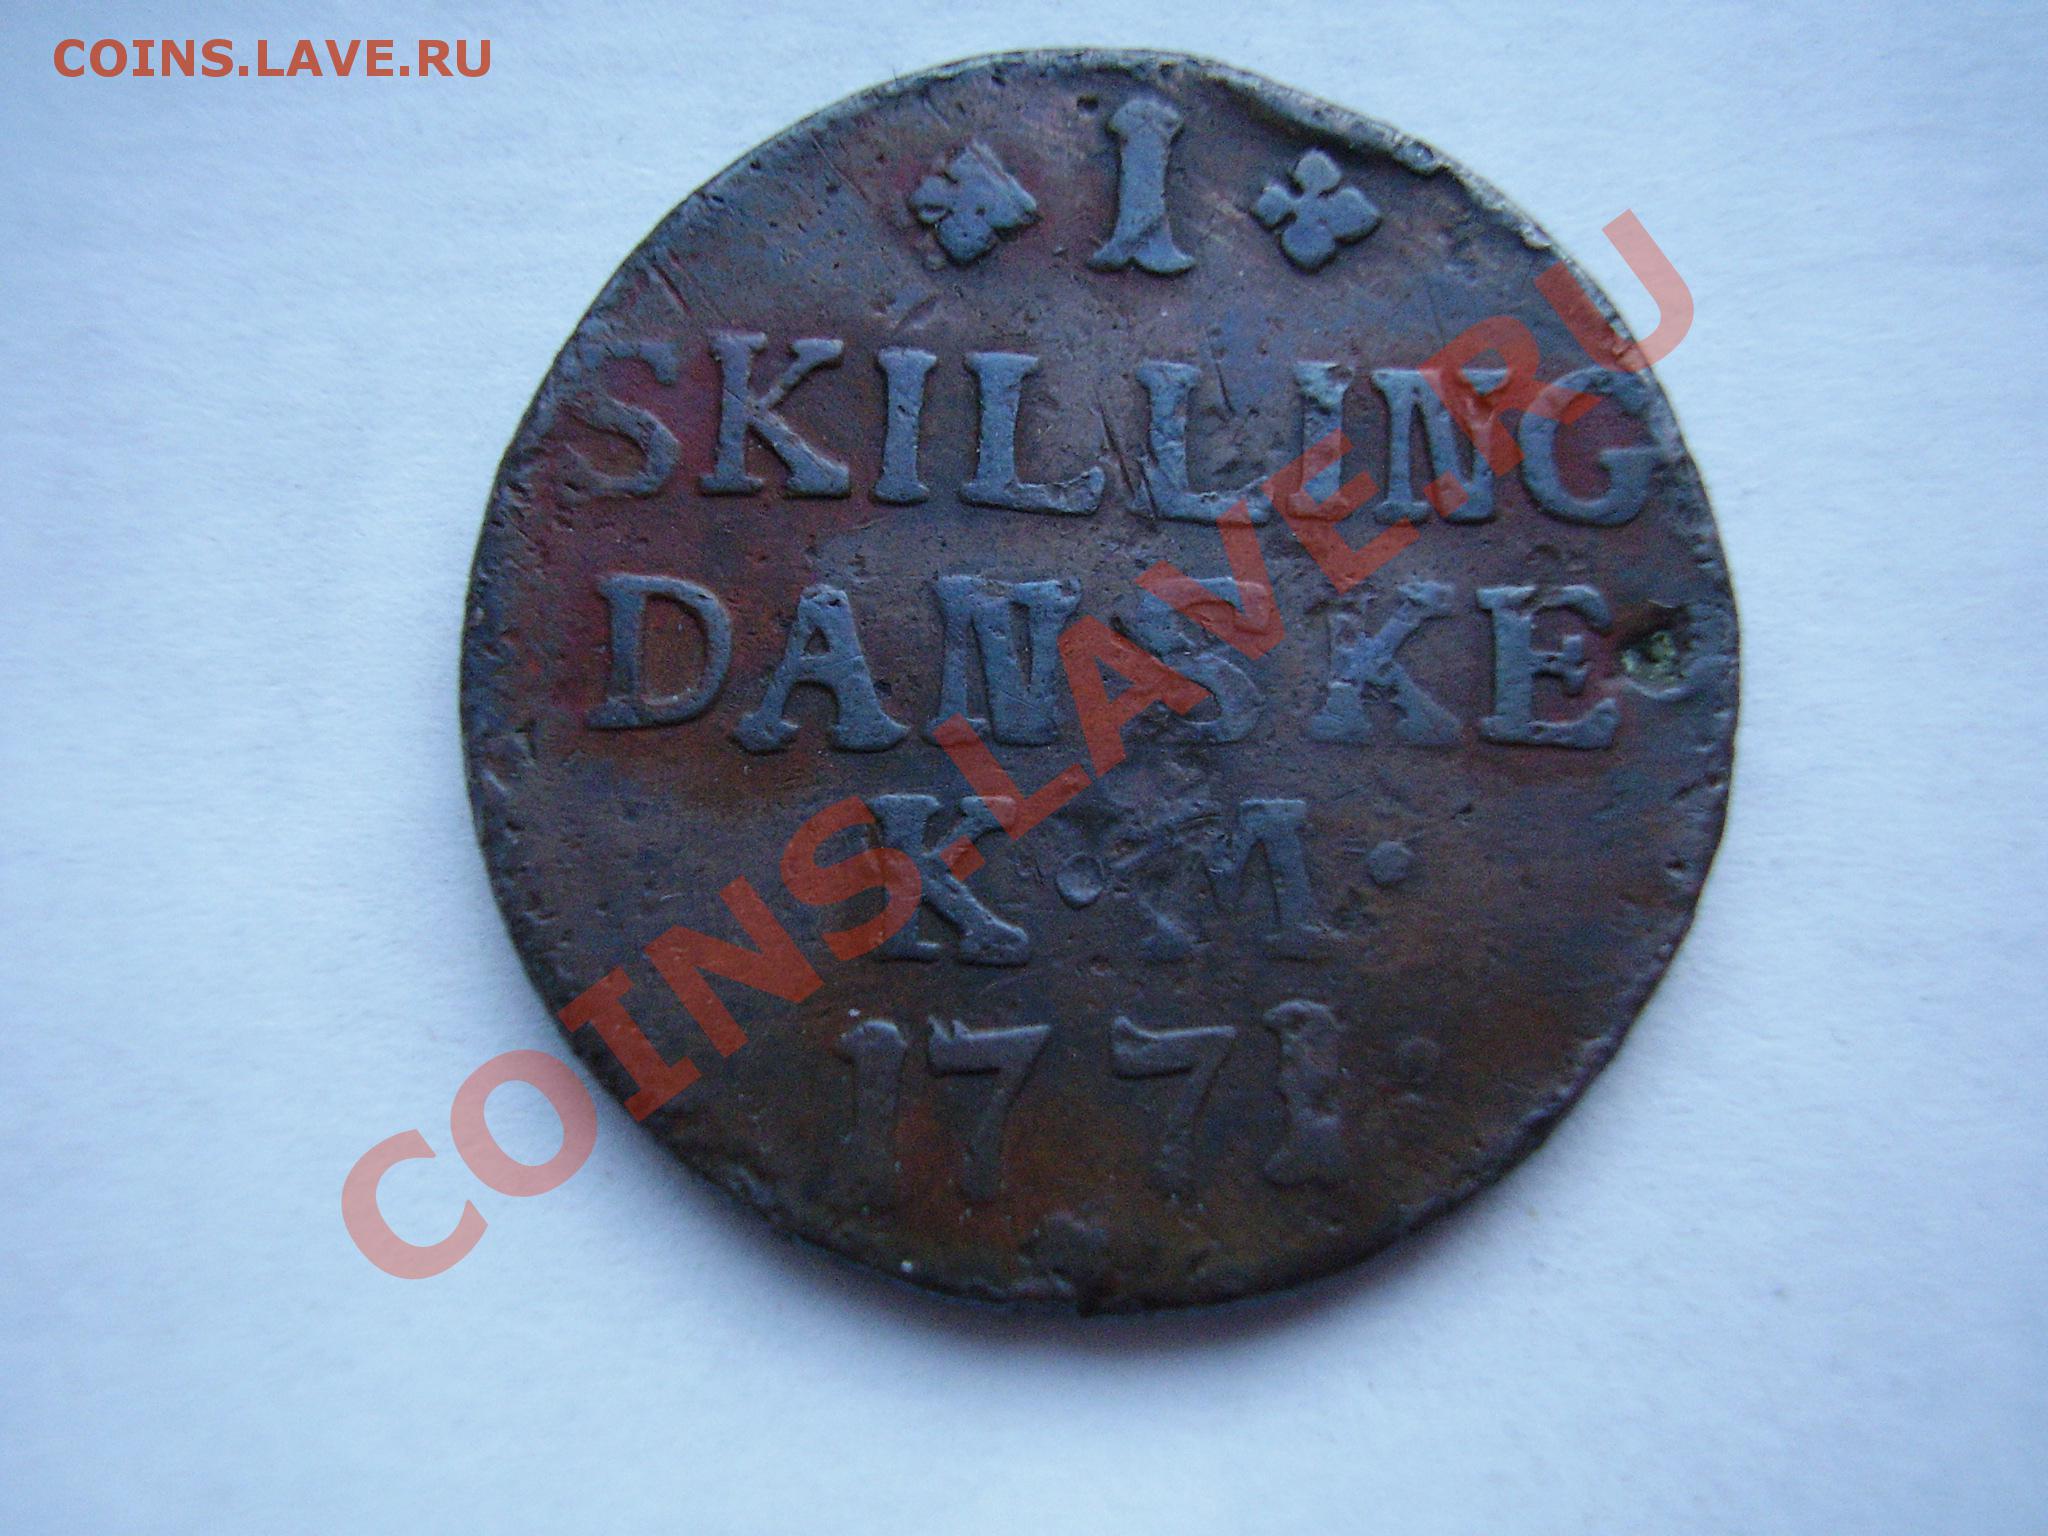 COINS.LAVE.RU
1
SKILLING
DANSKE
K·M·
1771·
COINS.LAVE.RU